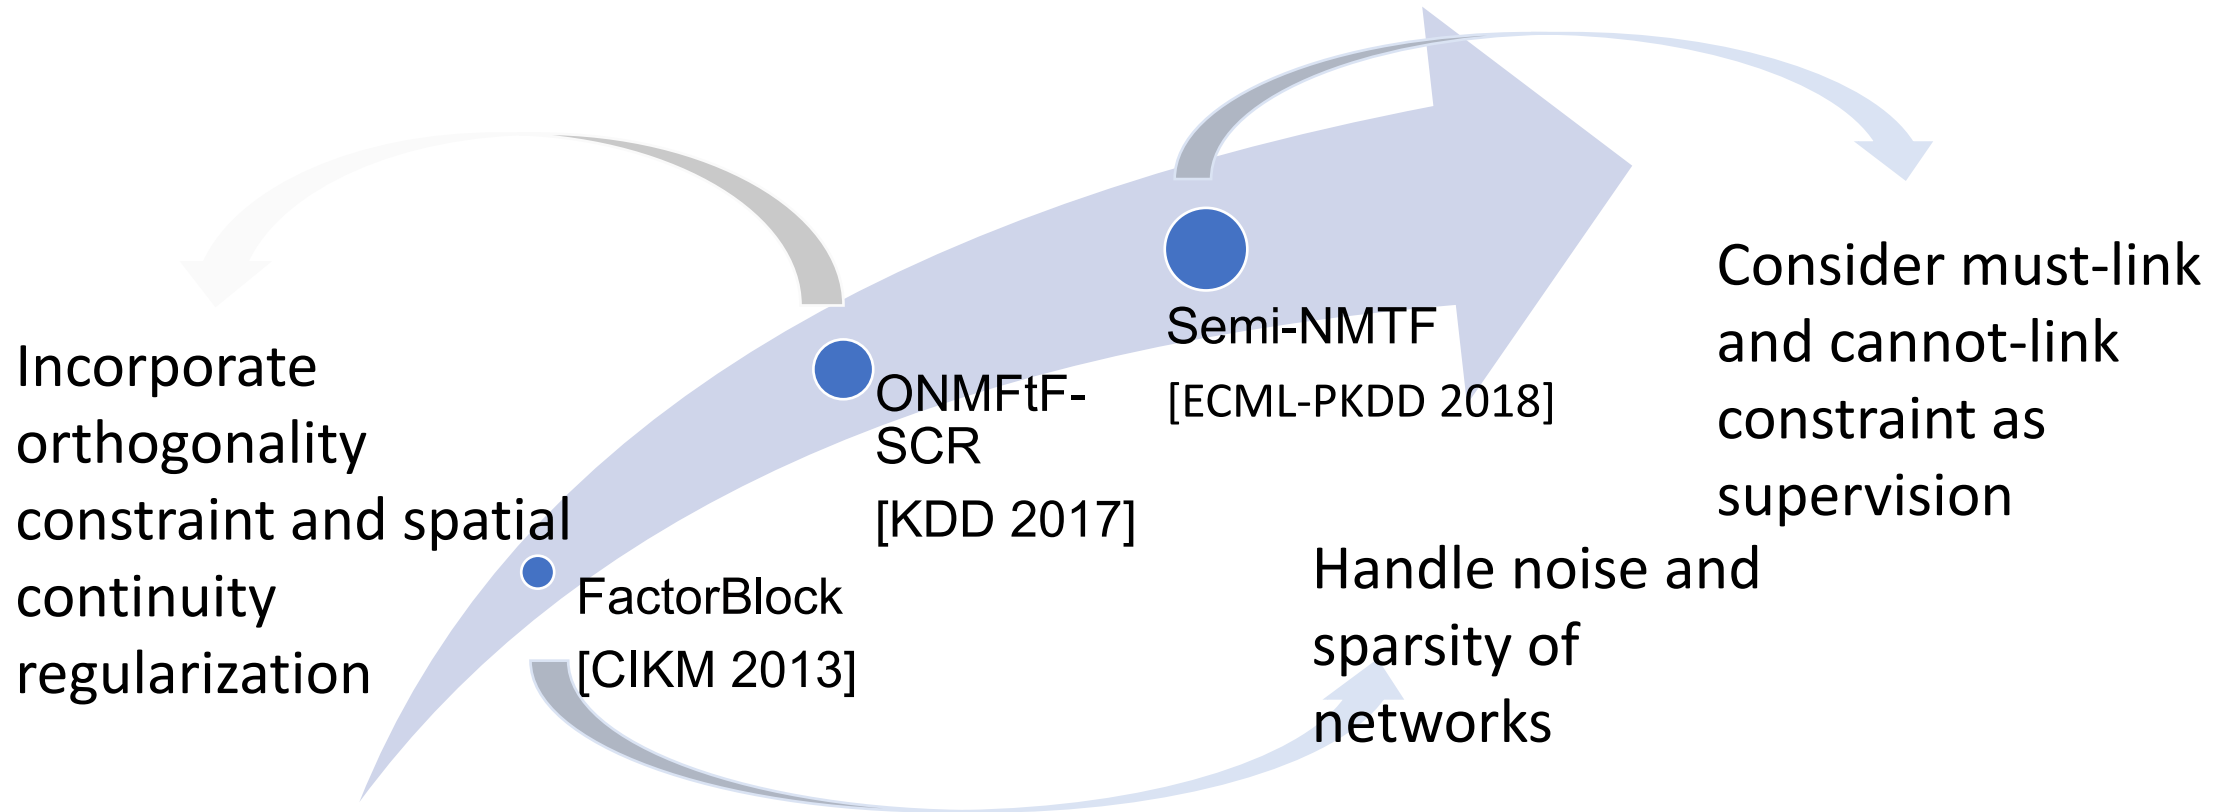 Incorporate
orthogonality
constraint and spatial
continuity
regularization
FactorBlock
[CIKM 2013]
ONMFtF-
SCR
[KDD 2017]
Semi-NMTF
[ECML-PKDD 2018]
Handle noise and
sparsity of
networks
Consider must-link
and cannot-link
constraint as
supervision